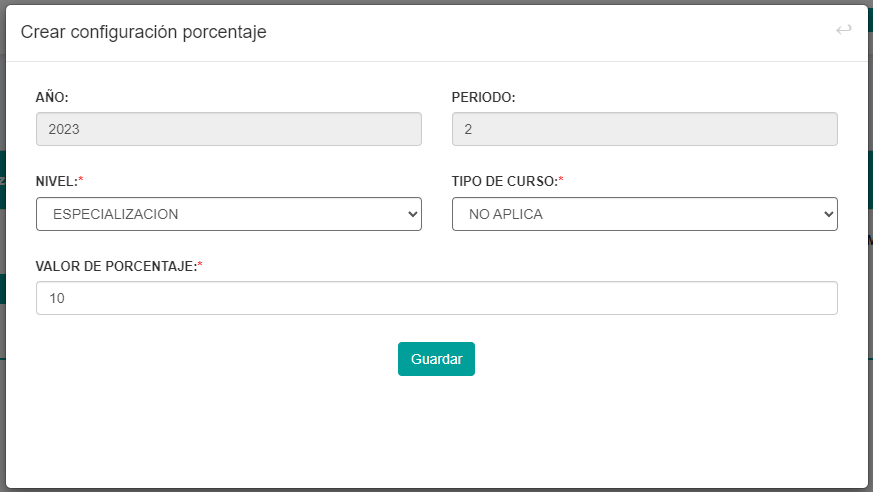 Crear configuración porcentaje
AÑO: PERIODO:
2023 2
NIVEL:* TIPO DE CURSO:*
ESPECIALIZACION NO APLICA
VALOR DE PORCENTAJE:*
10
Guardar